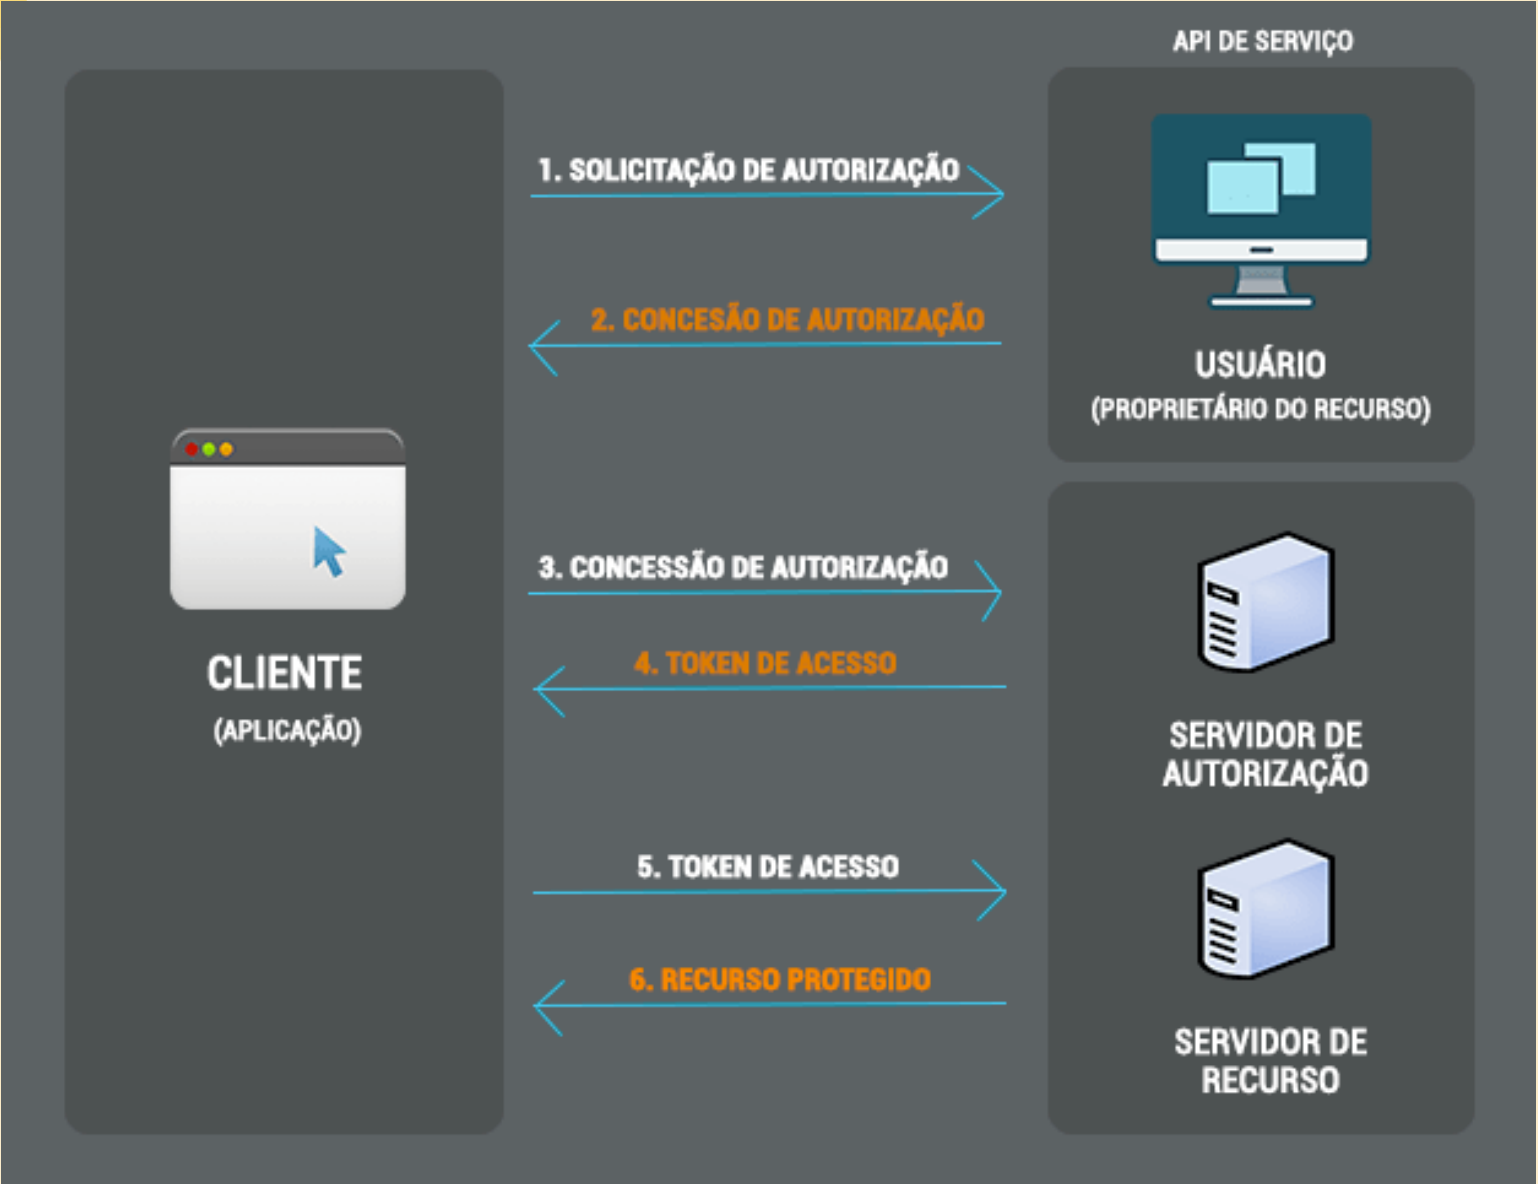 API DE SERVIÇO
1. SOLICITAÇÃO DE AUTORIZAÇÃO
2. CONCESÃO DE AUTORIZAÇÃO
USUÁRIO
(PROPRIETÁRIO DO RECURSO)
3. CONCESSÃO DE AUTORIZAÇÃO
4. TOKEN DE ACESSO
CLIENTE
(APLICAÇÃO)
SERVIDOR DE
AUTORIZAÇÃO
5. TOKEN DE ACESSO
6. RECURSO PROTEGIDO
SERVIDOR DE
RECURSO